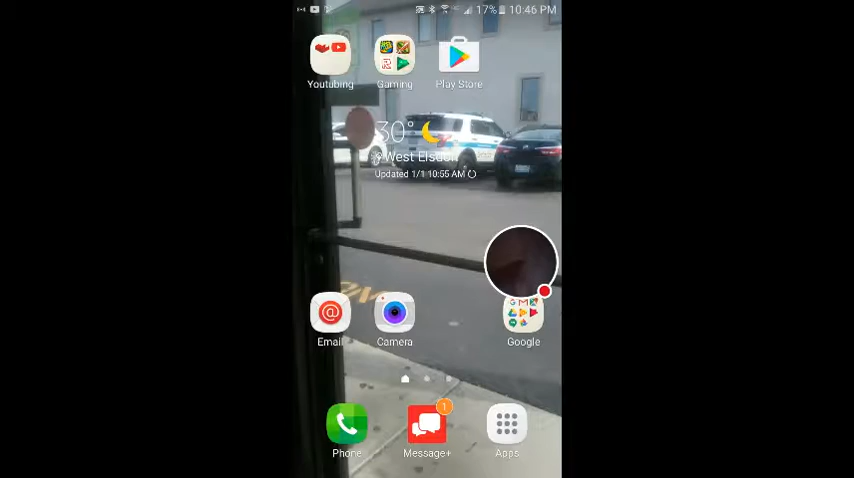 17% 10:46 PM
Youtubing
Gaming
Play Store
30°
West Elsdon
Updated 1/1 10:55 AM
Email
Camera
Google
1
Phone
Message+
Apps